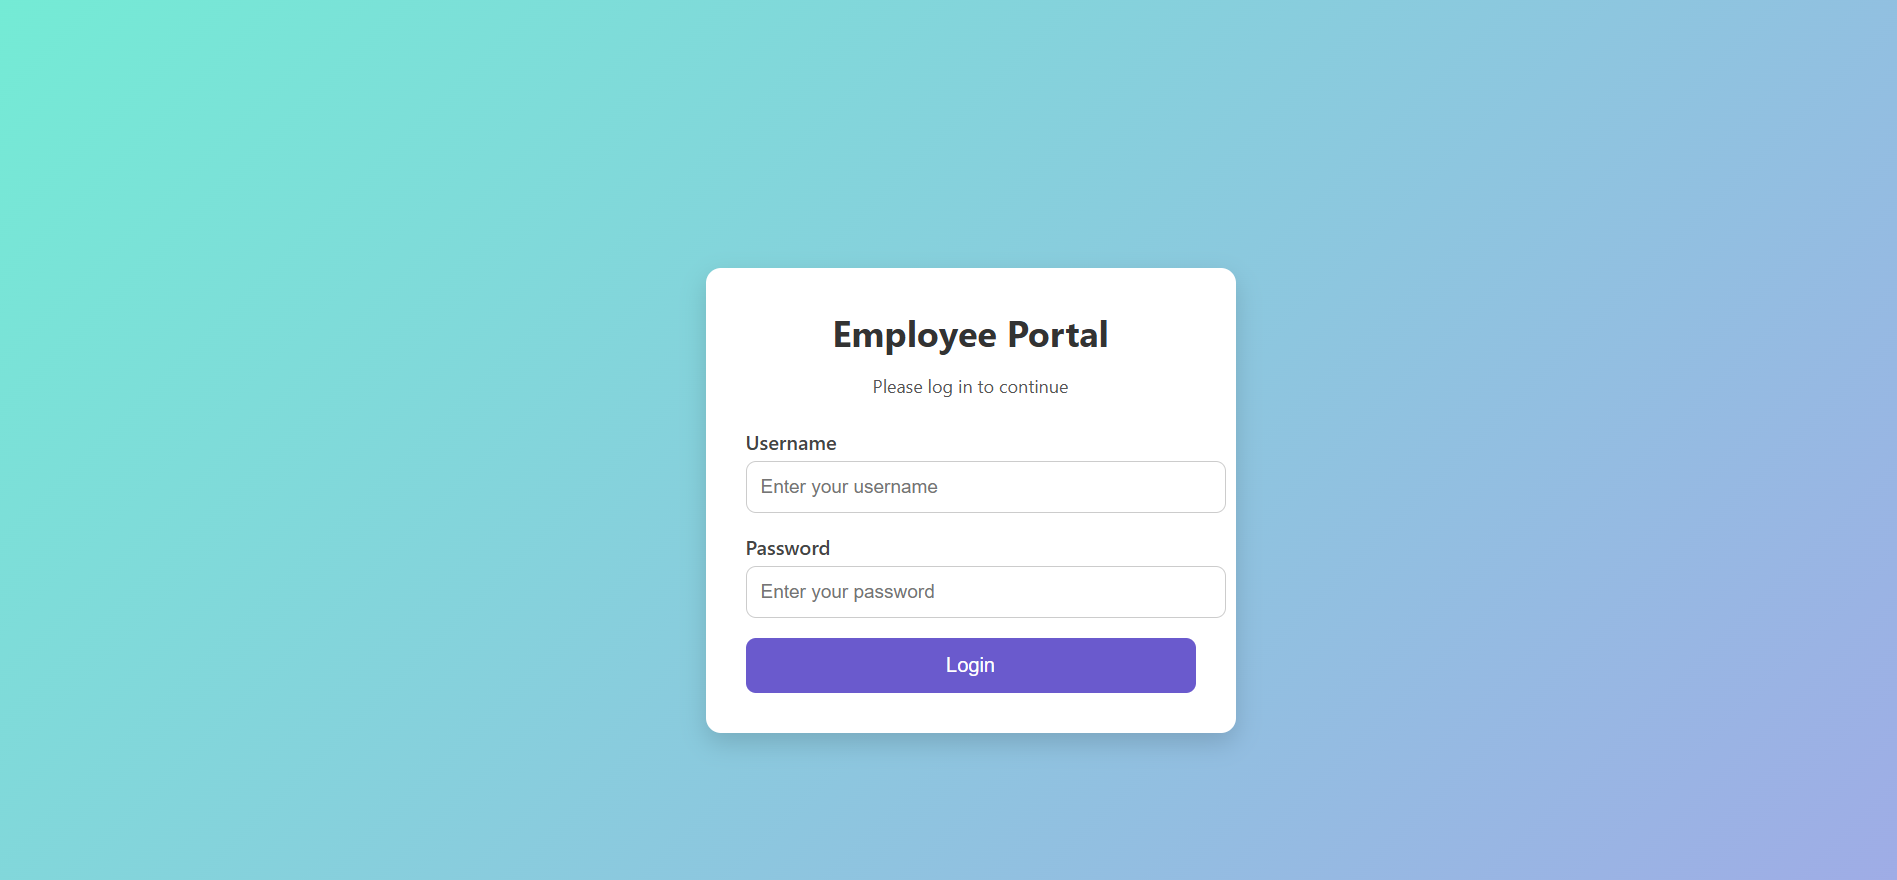 Employee Portal
Please log in to continue
Username
Enter your username
Password
Enter your password
Login